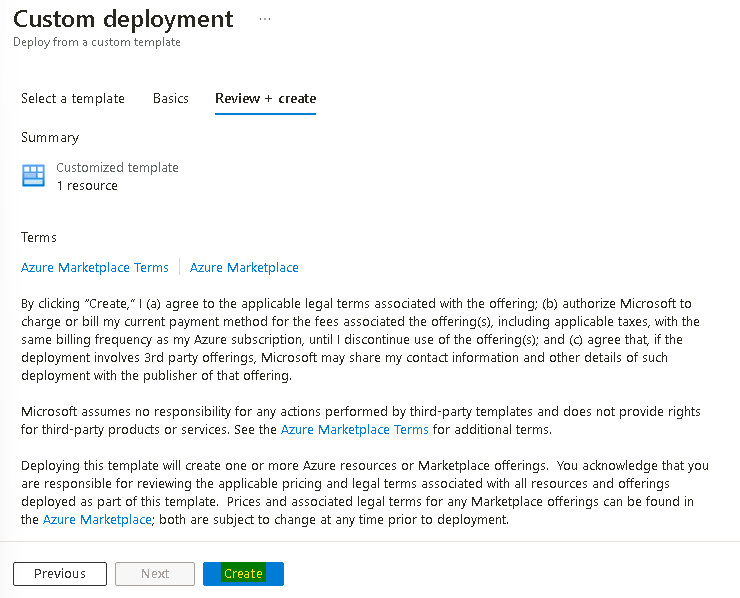 Custom deployment ...
Deploy from a custom template
Select a template Basics Review + create
Summary
Customized template
1 resource
Terms
Azure Marketplace Terms Azure Marketplace
By clicking "Create," I (a) agree to the applicable legal terms associated with the offering; (b) authorize Microsoft to
charge or bill my current payment method for the fees associated the offering(s), including applicable taxes, with the
same billing frequency as my Azure subscription, until I discontinue use of the offering(s); and (c) agree that, if the
deployment involves 3rd party offerings, Microsoft may share my contact information and other details of such
deployment with the publisher of that offering.
Microsoft assumes no responsibility for any actions performed by third-party templates and does not provide rights
for third-party products or services. See the Azure Marketplace Terms for additional terms.
Deploying this template will create one or more Azure resources or Marketplace offerings. You acknowledge that you
are responsible for reviewing the applicable pricing and legal terms associated with all resources and offerings
deployed as part of this template. Prices and associated legal terms for any Marketplace offerings can be found in
the Azure Marketplace; both are subject to change at any time prior to deployment.
Previous Next Create